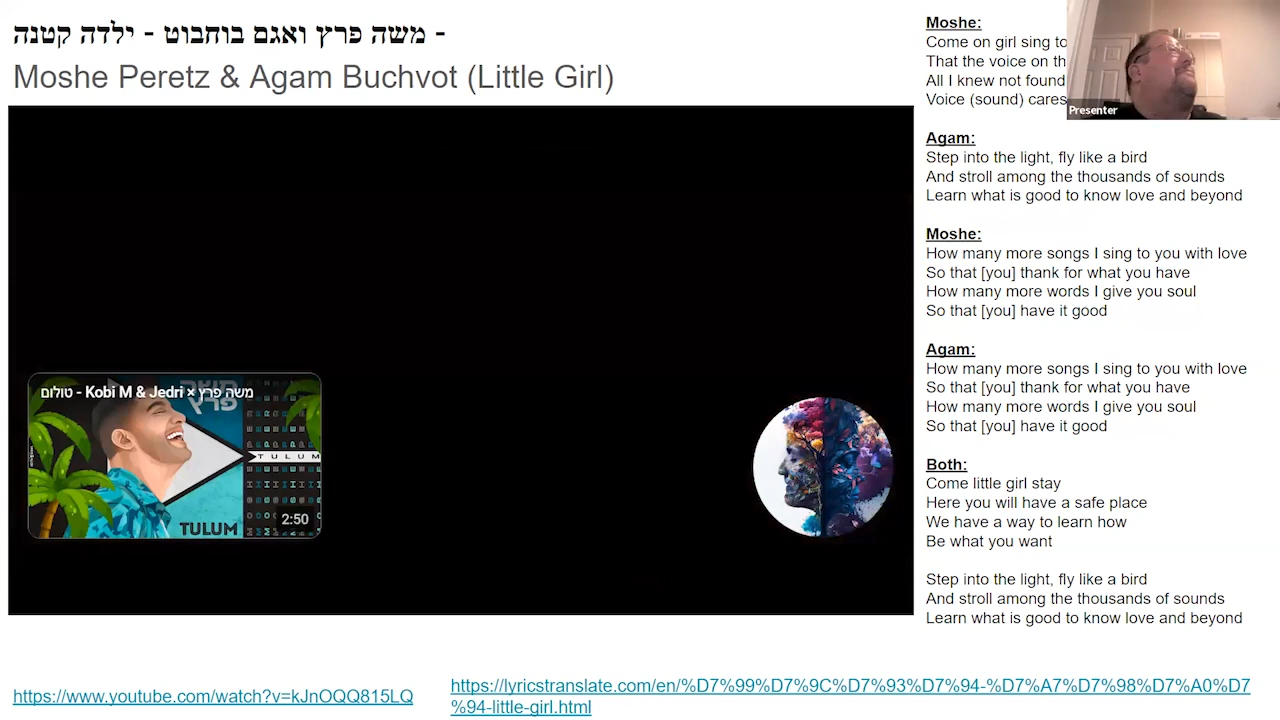 משה פרץ ואגם בוחבוט - ילדה קטנה -
Moshe Peretz & Agam Buchvot (Little Girl)
משה פרץ × Kobi M & Jedri - טולום
משה
פרץ
TULUM
TULUM
2:50
https://www.youtube.com/watch?v=kJnOQQ815LQ
Moshe:
Come on girl sing to
That the voice on th
All I knew not found
Voice (sound) cares
Presenter
Agam:
Step into the light, fly like a bird
And stroll among the thousands of sounds
Learn what is good to know love and beyond
Moshe:
How many more songs I sing to you with love
So that [you] thank for what you have
How many more words I give you soul
So that [you] have it good
Agam:
How many more songs I sing to you with love
So that [you] thank for what you have
How many more words I give you soul
So that [you] have it good
Both:
Come little girl stay
Here you will have a safe place
We have a way to learn how
Be what you want
Step into the light, fly like a bird
And stroll among the thousands of sounds
Learn what is good to know love and beyond
https://lyricstranslate.com/en/%D7%99%D7%9C%D7%93%D7%94-%D7%A7%D7%98%D7%A0%D7
%94-little-girl.html